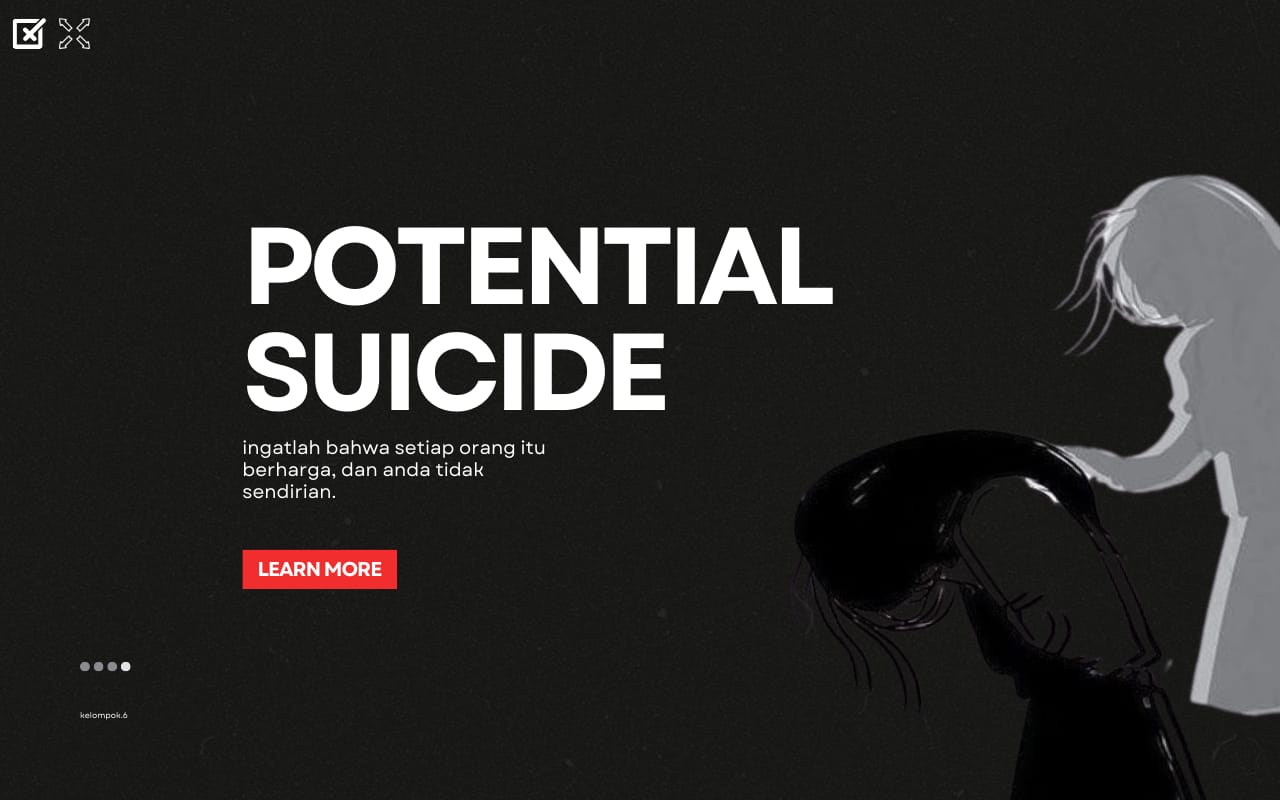 POTENTIAL
SUICIDE
ingatlah bahwa setiap orang itu
berharga, dan anda tidak
sendirian.
LEARN MORE
kelompok.6